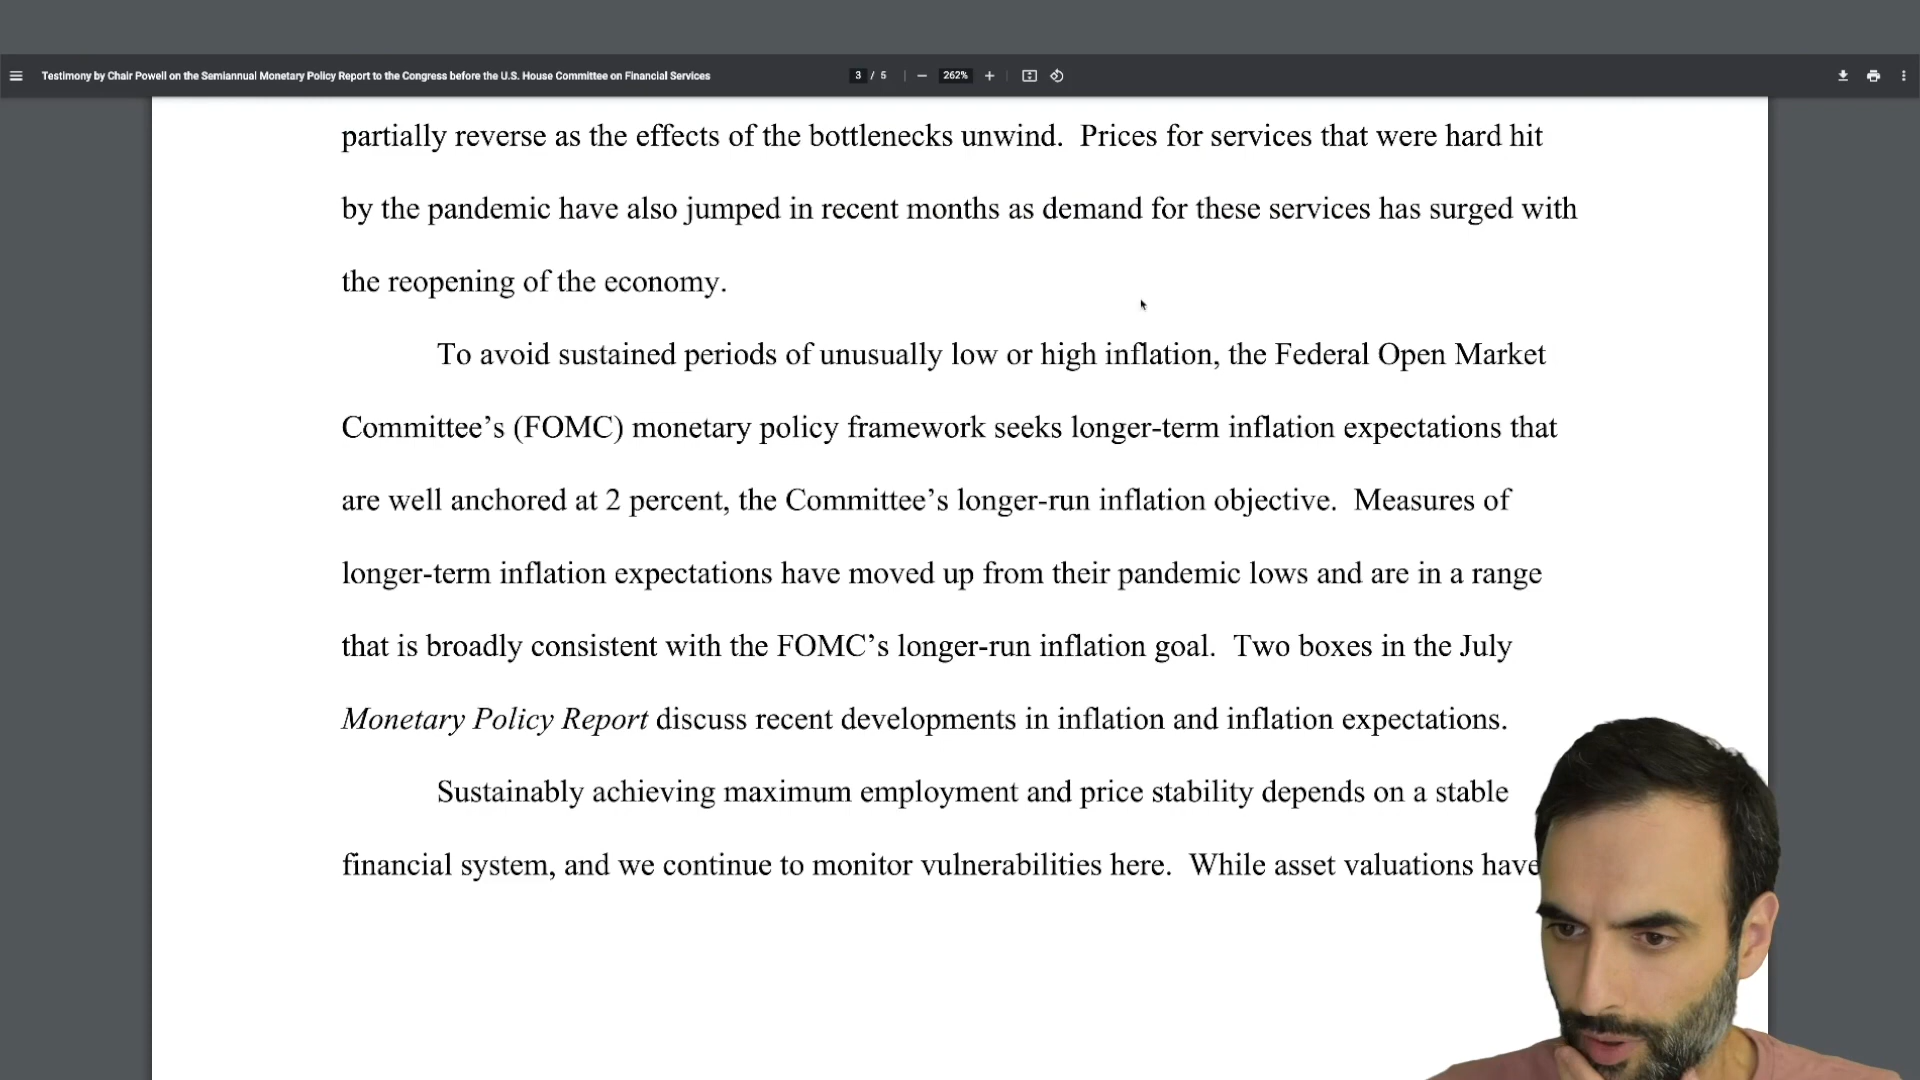 Testimony by Chair Powell on the Semiannual Monetary Policy Report to the Congress before the U.S. House Committee on Financial Services
3 / 5
262%
partially reverse as the effects of the bottlenecks unwind. Prices for services that were hard hit
by the pandemic have also jumped in recent months as demand for these services has surged with
the reopening of the economy.
To avoid sustained periods of unusually low or high inflation, the Federal Open Market
Committee’s (FOMC) monetary policy framework seeks longer-term inflation expectations that
are well anchored at 2 percent, the Committee’s longer-run inflation objective. Measures of
longer-term inflation expectations have moved up from their pandemic lows and are in a range
that is broadly consistent with the FOMC’s longer-run inflation goal. Two boxes in the July
Monetary Policy Report discuss recent developments in inflation and inflation expectations.
Sustainably achieving maximum employment and price stability depends on a stable
financial system, and we continue to monitor vulnerabilities here. While asset valuations have